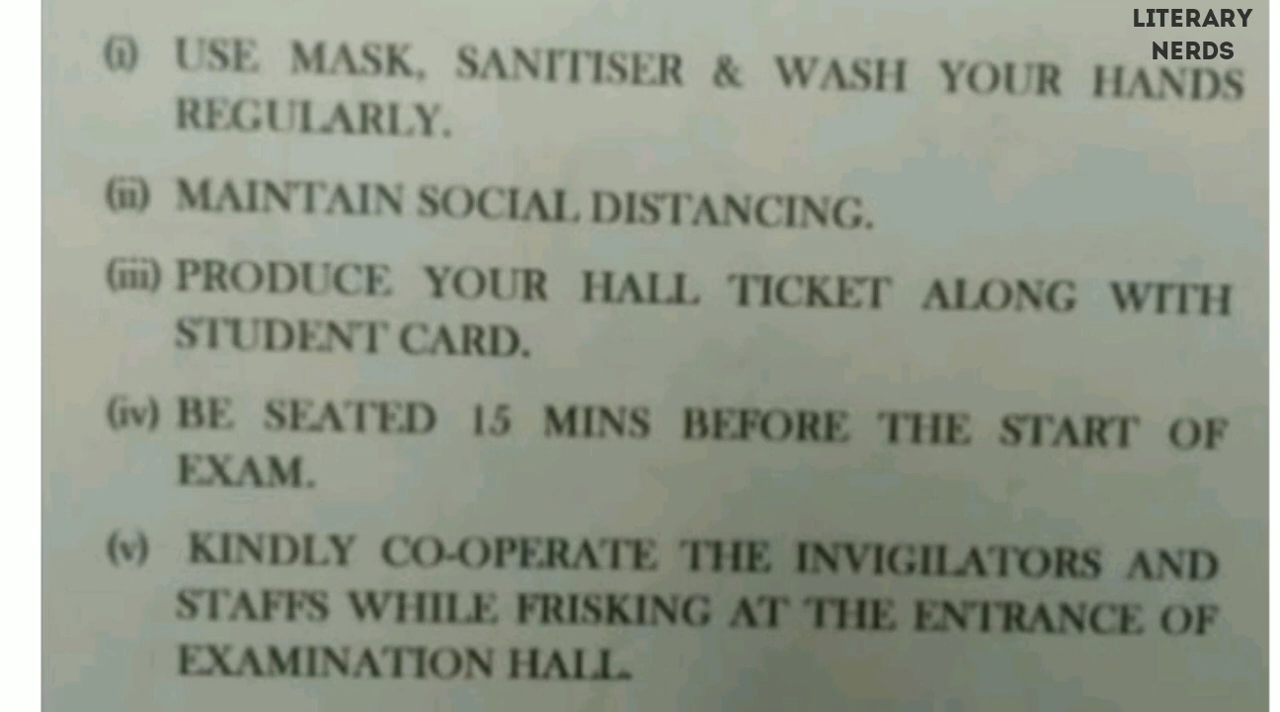 LITERARY
NERDS
(i) USE MASK, SANITISER & WASH YOUR HANDS
REGULARLY.
(ii) MAINTAIN SOCIAL DISTANCING.
(iii) PRODUCE YOUR HALL TICKET ALONG WITH
STUDENT CARD.
(iv) BE SEATED 15 MINS BEFORE THE START OF
EXAM.
(v) KINDLY CO-OPERATE THE INVIGILATORS AND
STAFFS WHILE FRISKING AT THE ENTRANCE OF
EXAMINATION HALL.